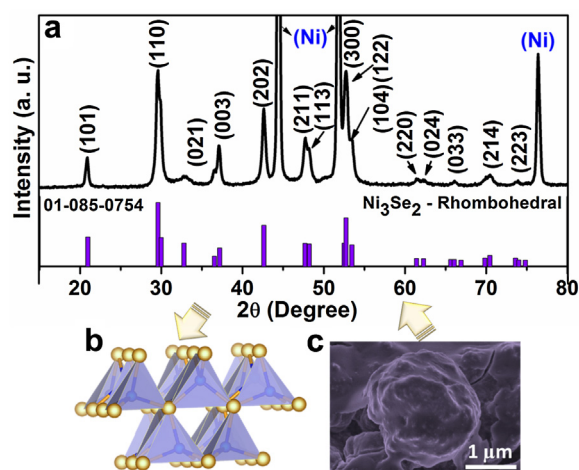 a
Intensity (a. u.)
(101)
(110)
(021)
(003)
(202)
(Ni)
(211)
(113)
(300)
(122)
(104)
(220)
(024)
(033)
(214)
(223)
(Ni)
01-085-0754
Ni₃Se₂ - Rhombohedral
20 30 40 50 60 70 80
2θ (Degree)
b
c
1 μm